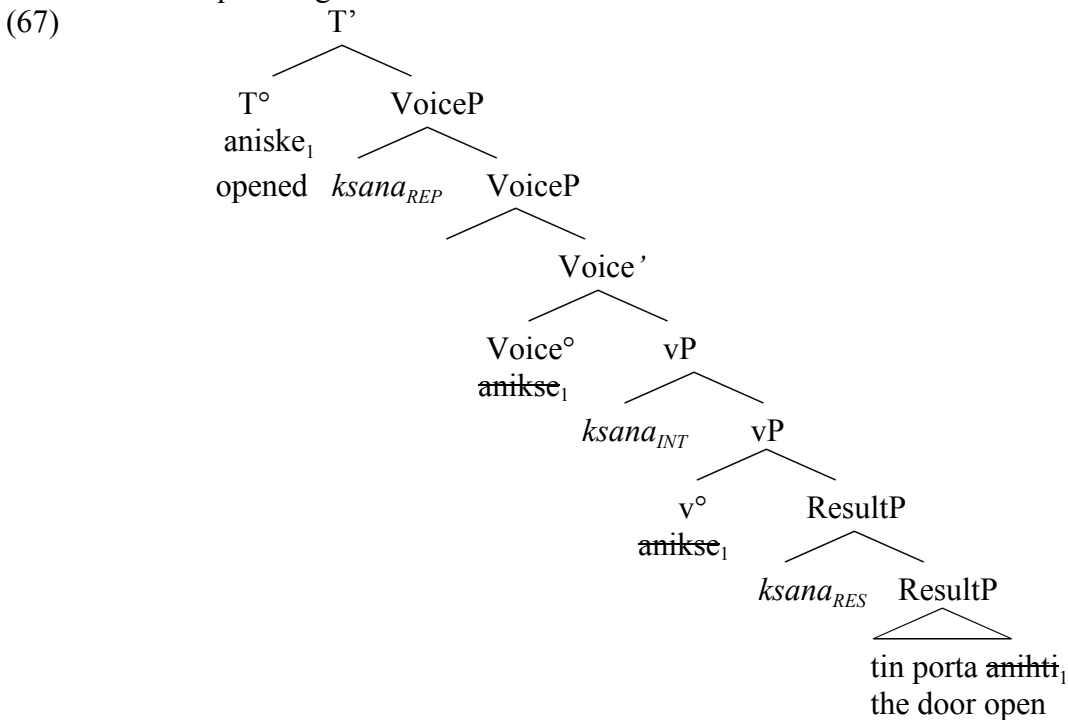 (67)
T’
T° VoiceP
aniske1
opened ksanaREP VoiceP
Voice’
Voice° vP
anikse1
ksanaINT vP
v° ResultP
anikse1
ksanaRES ResultP
tin porta anihti1
the door open